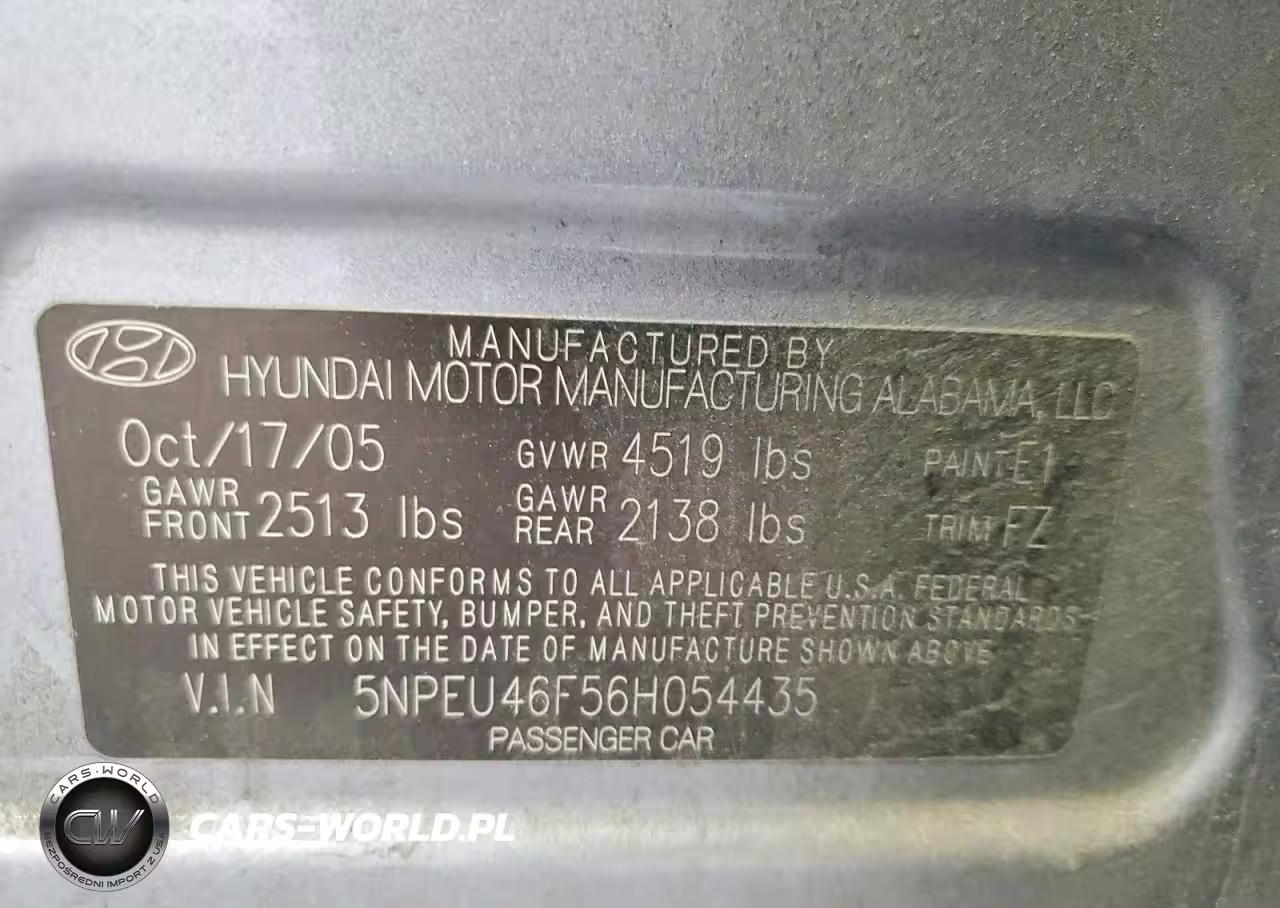 MANUFACTURED BY
HYUNDAI MOTOR MANUFACTURING ALABAMA, LLC
Oct/17/05 GVWR 4519 lbs PAINT E1
GAWR FRONT 2513 lbs GAWR REAR 2138 lbs TRIM FZ
THIS VEHICLE CONFORMS TO ALL APPLICABLE U.S.A. FEDERAL
MOTOR VEHICLE SAFETY, BUMPER, AND THEFT PREVENTION STANDARDS
IN EFFECT ON THE DATE OF MANUFACTURE SHOWN ABOVE
V.I.N 5NPEU46F56H054435
PASSENGER CAR
CARS-WORLD
CW
BEZPOŚREDNI IMPORT Z USA
CARS-WORLD.PL